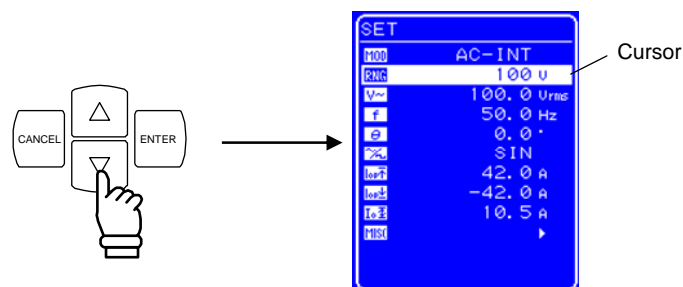 SET
MOD AC-INT
RNG 100 V
V~ 100.0 Vrms
f 50.0 Hz
θ 0.0 °
SIN
42.0 A
-42.0 A
10.5 A
MISC
Cursor
CANCEL
ENTER